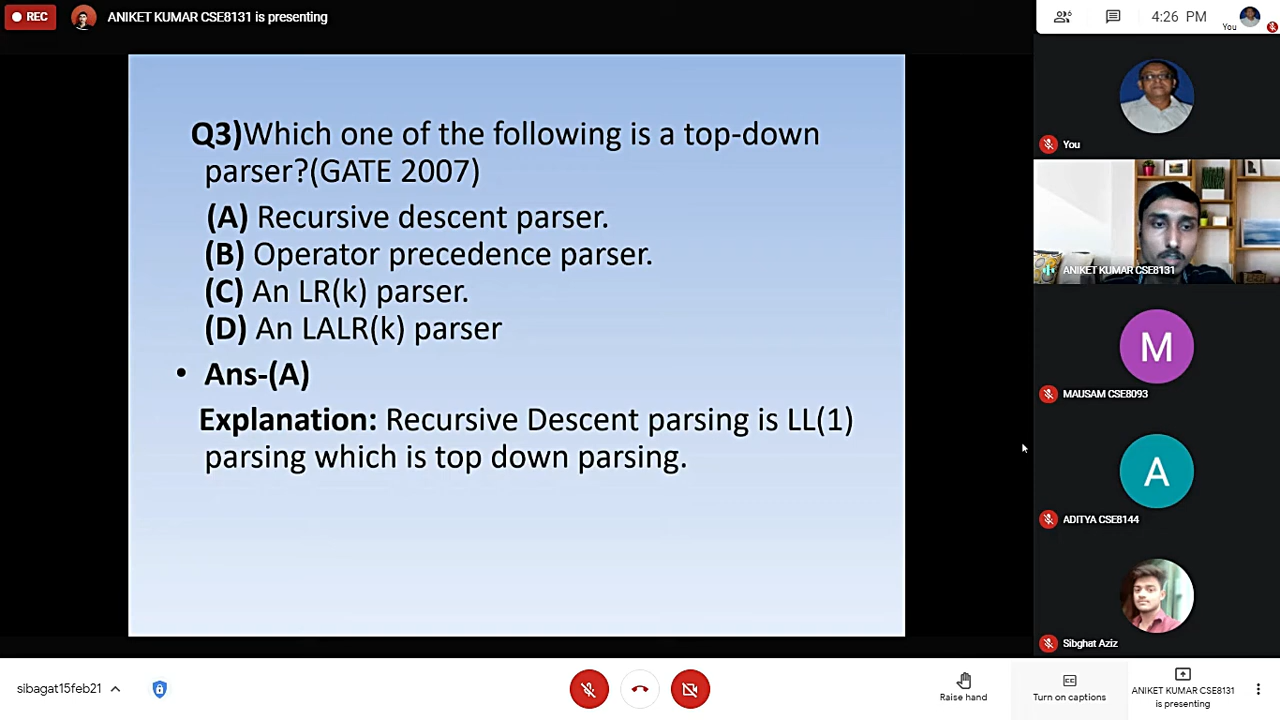 REC
ANIKET KUMAR CSE8131 is presenting
6
4:26 PM
You
Q3)Which one of the following is a top-down
parser?(GATE 2007)
(A) Recursive descent parser.
(B) Operator precedence parser.
(C) An LR(k) parser.
(D) An LALR(k) parser
• Ans-(A)
Explanation: Recursive Descent parsing is LL(1)
parsing which is top down parsing.
You
ANIKET KUMAR CSE8131
M
MAUSAM CSE8093
A
ADITYA CSE8144
Sibghat Aziz
sibagat15feb21
Raise hand
CC
Turn on captions
ANIKET KUMAR CSE8131
is presenting